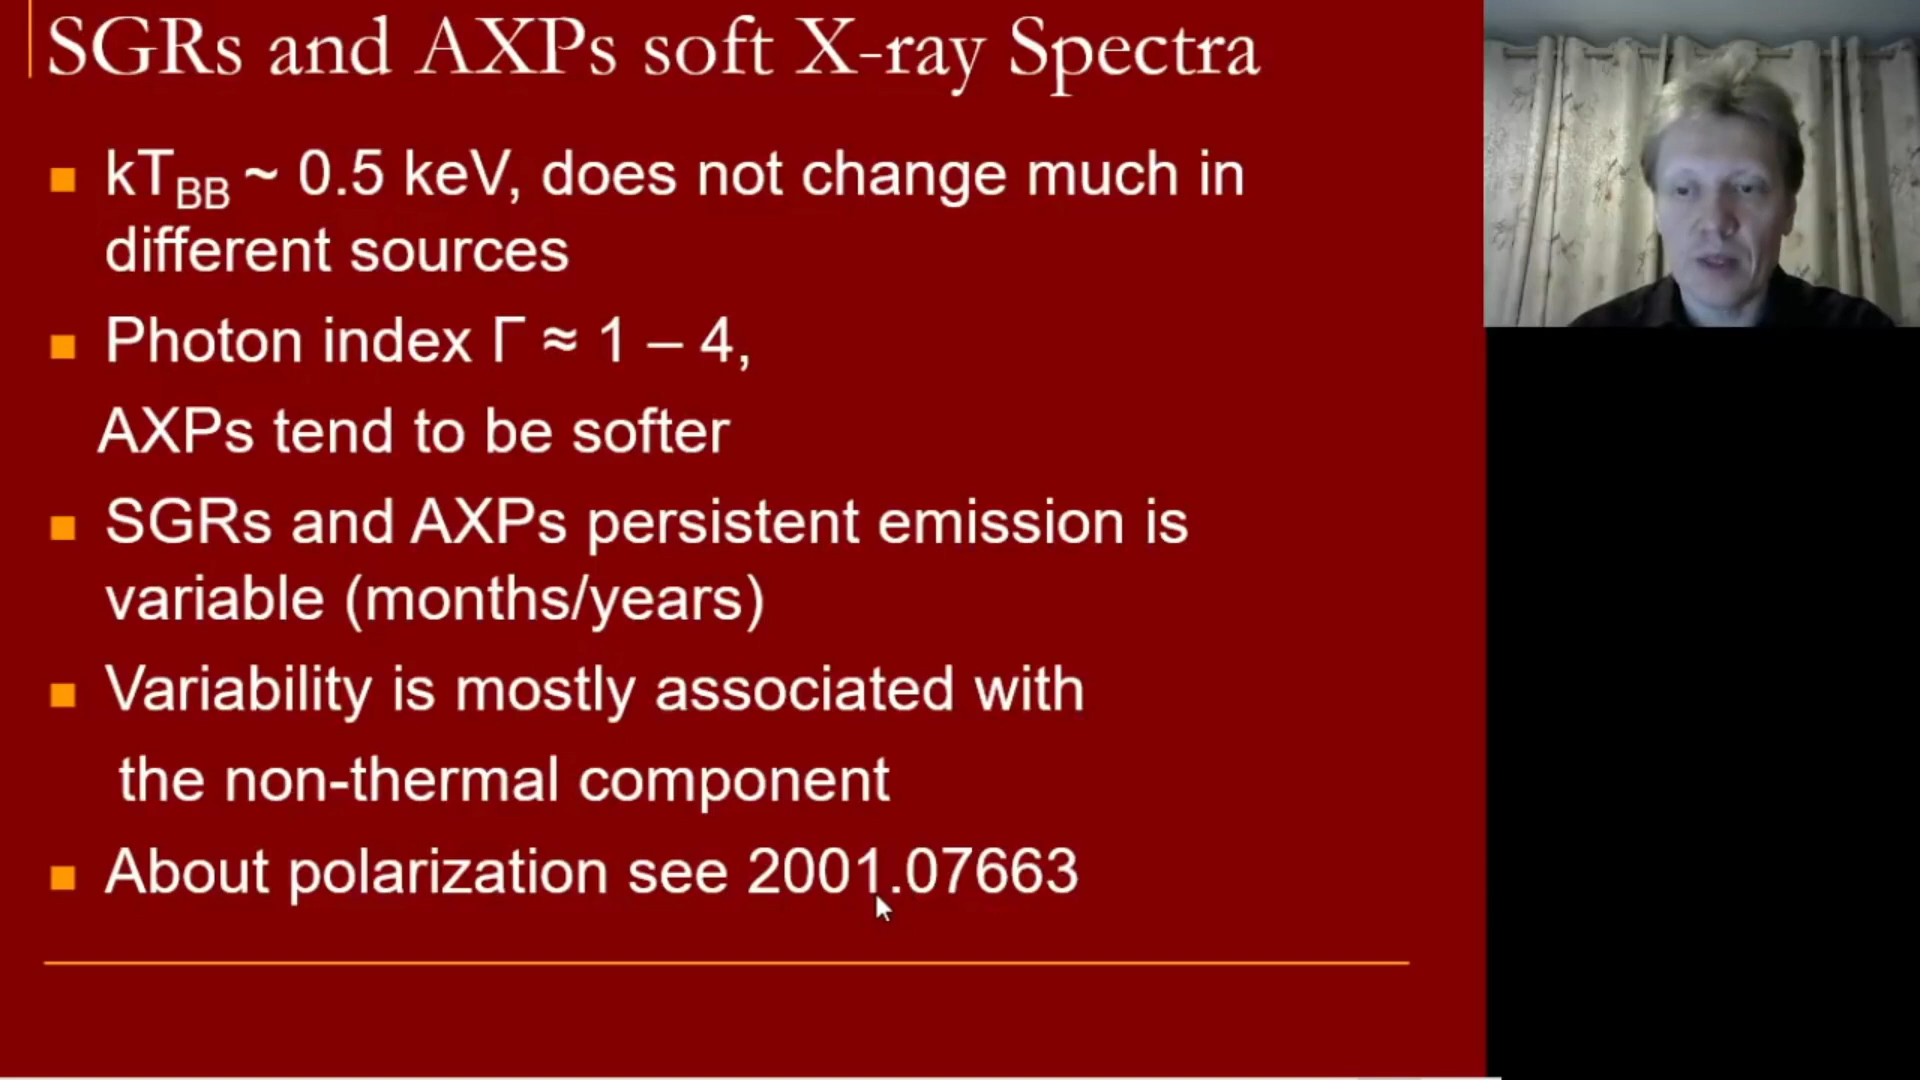 SGRs and AXPs soft X-ray Spectra
kTBB ~ 0.5 keV, does not change much in
different sources
Photon index Γ ≈ 1 – 4,
AXPs tend to be softer
SGRs and AXPs persistent emission is
variable (months/years)
Variability is mostly associated with
the non-thermal component
About polarization see 2001.07663